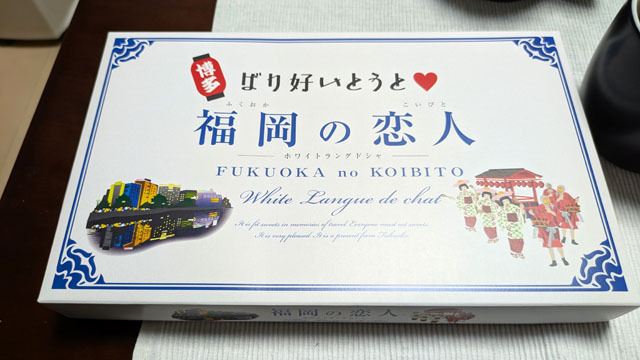 博多
ばり好いとうと♥
ふくおか こいびと
福岡の恋人
ホワイトラングドシャ
FUKUOKA no KOIBITO
White Langue de chat
It is fit sweets in memories of travel. Everyone must eat sweets
It is very pleased. It is a present from Fukuoka
福岡の恋人